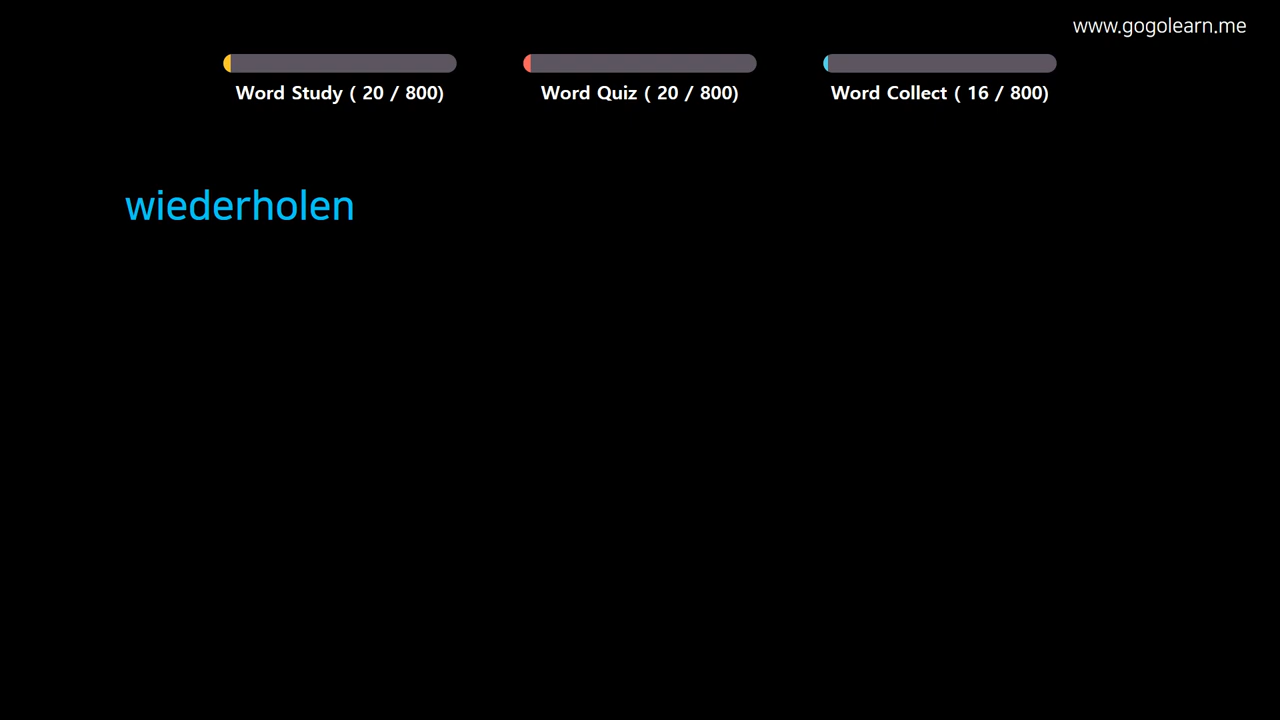 www.gogolearn.me
Word Study ( 20 / 800)
Word Quiz ( 20 / 800)
Word Collect ( 16 / 800)
wiederholen